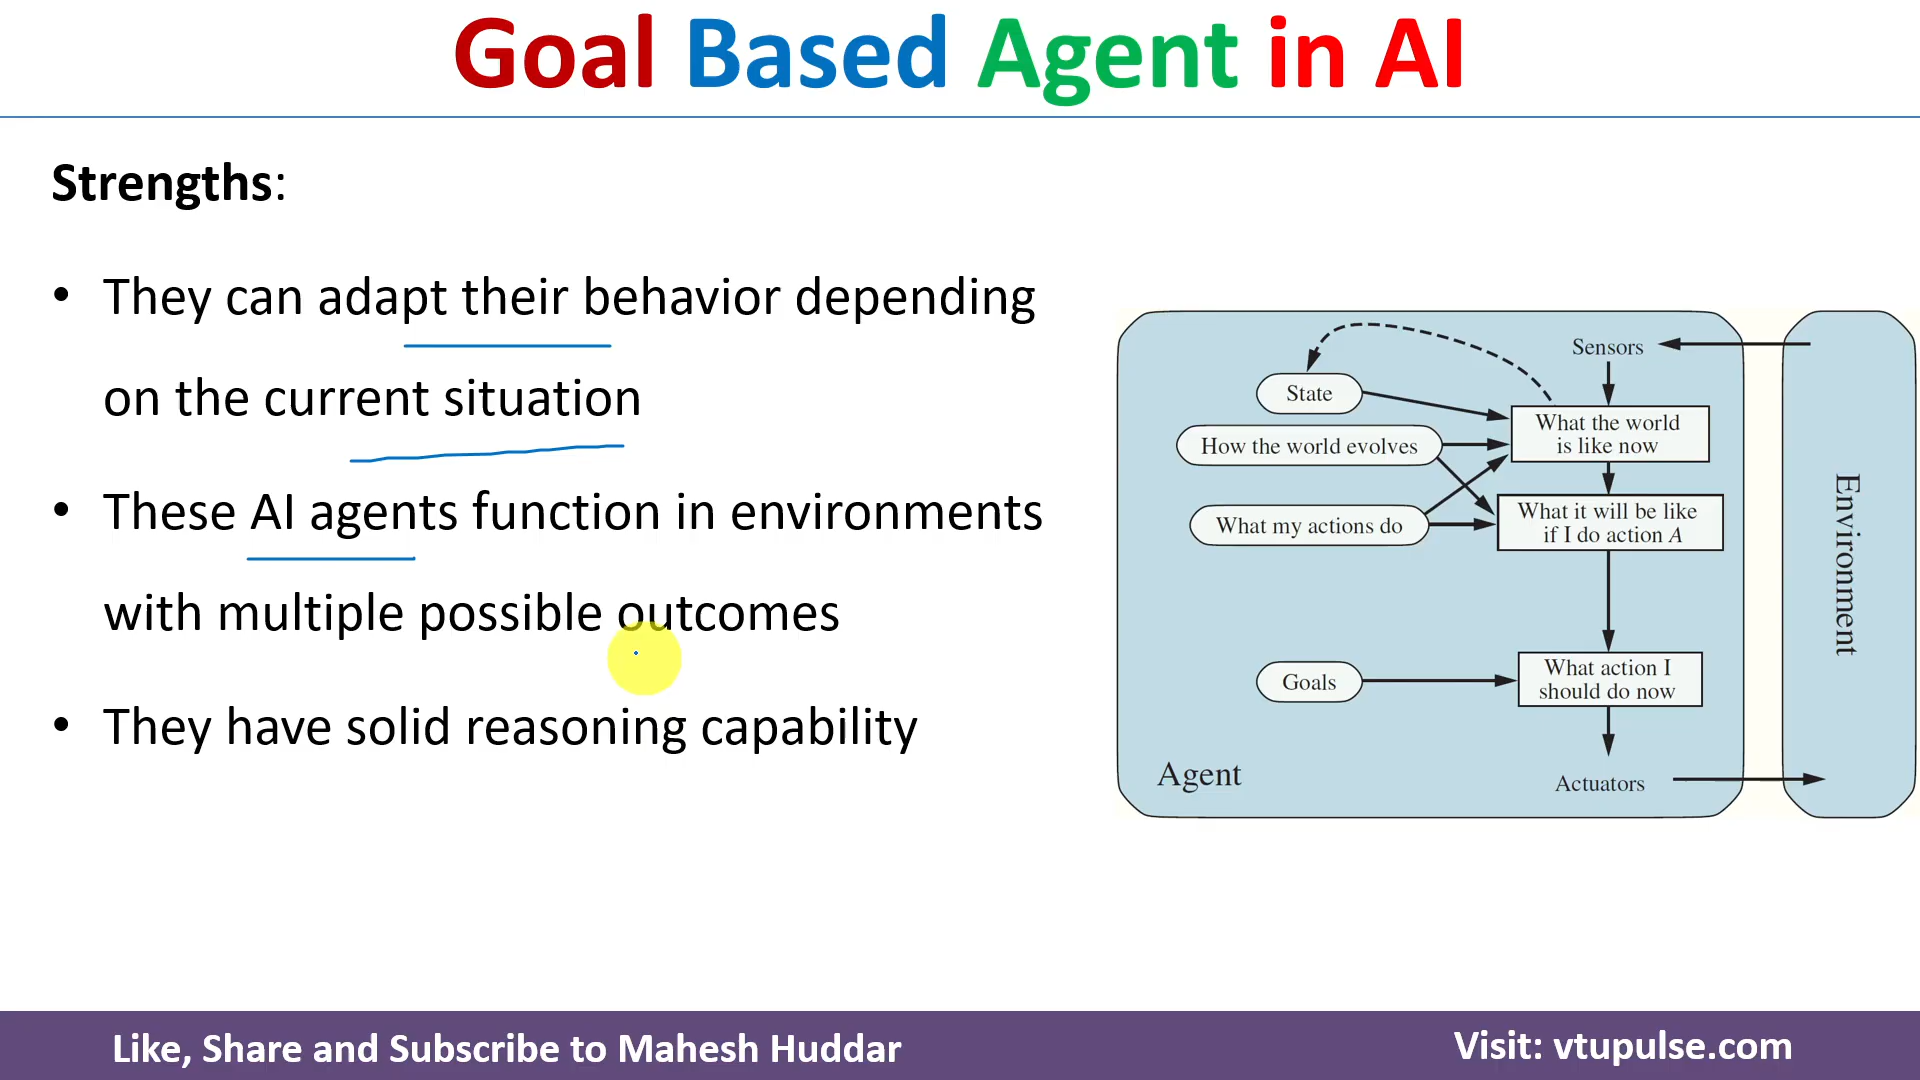 Goal Based Agent in AI
Strengths:
• They can adapt their behavior depending
on the current situation
• These AI agents function in environments
with multiple possible outcomes
• They have solid reasoning capability
Sensors
State
What the world
is like now
How the world evolves
What it will be like
if I do action A
What my actions do
Goals
What action I
should do now
Agent
Actuators
Environment
Like, Share and Subscribe to Mahesh Huddar
Visit: vtupulse.com